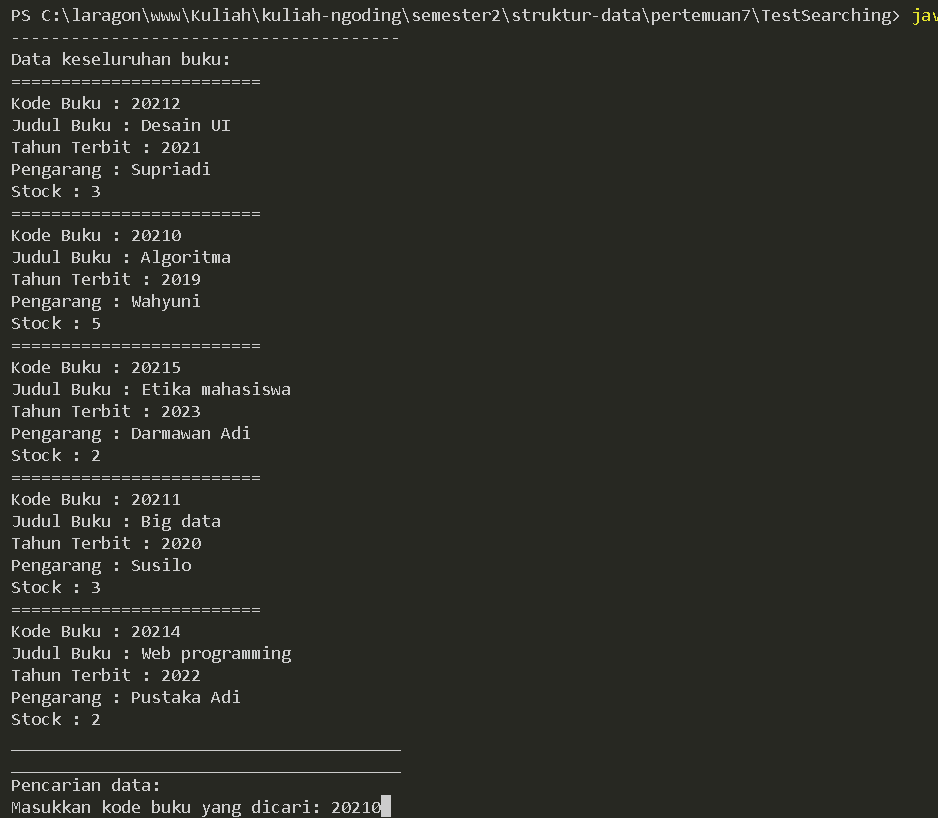 PS C:\laragon\www\Kuliah\kuliah-ngoding\semester2\struktur-data\pertemuan7\TestSearching> jav
---------------------------------------
Data keseluruhan buku:
=========================
Kode Buku : 20212
Judul Buku : Desain UI
Tahun Terbit : 2021
Pengarang : Supriadi
Stock : 3
=========================
Kode Buku : 20210
Judul Buku : Algoritma
Tahun Terbit : 2019
Pengarang : Wahyuni
Stock : 5
=========================
Kode Buku : 20215
Judul Buku : Etika mahasiswa
Tahun Terbit : 2023
Pengarang : Darmawan Adi
Stock : 2
=========================
Kode Buku : 20211
Judul Buku : Big data
Tahun Terbit : 2020
Pengarang : Susilo
Stock : 3
=========================
Kode Buku : 20214
Judul Buku : Web programming
Tahun Terbit : 2022
Pengarang : Pustaka Adi
Stock : 2
_______________________________________
_______________________________________
Pencarian data:
Masukkan kode buku yang dicari: 20210